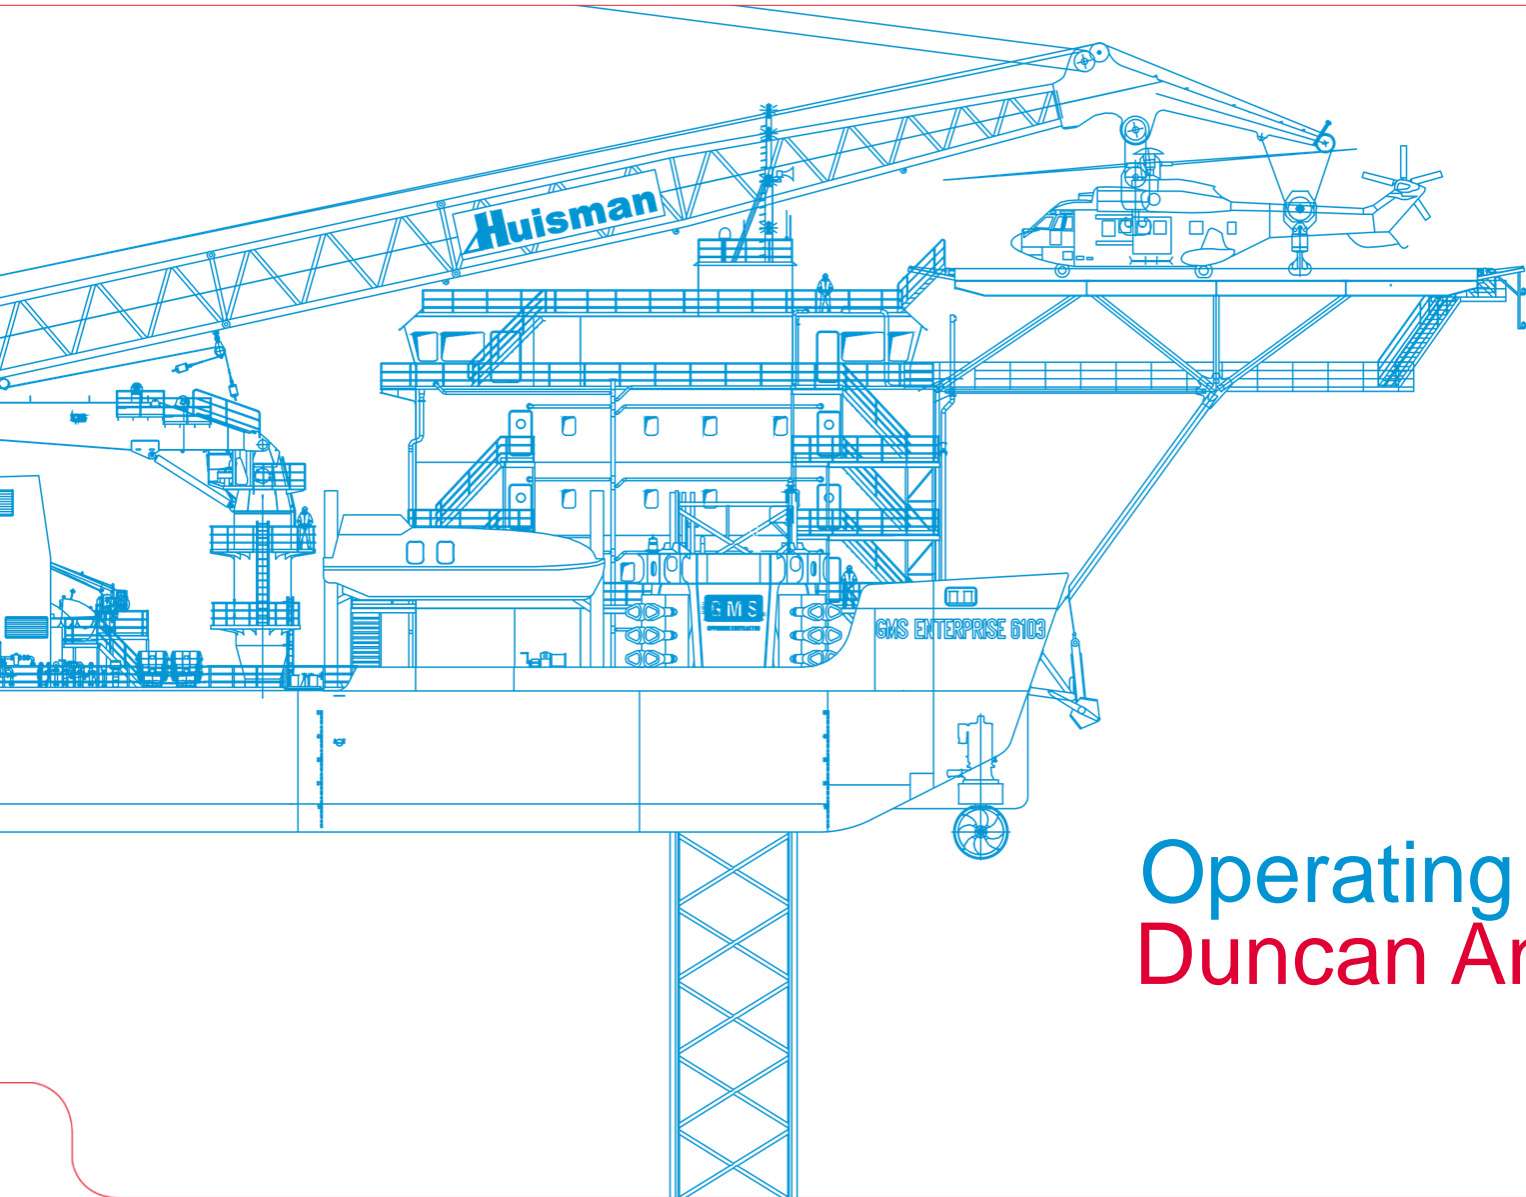 Huisman
GMS
GMS ENTERPRISE 6103
Operating
Duncan